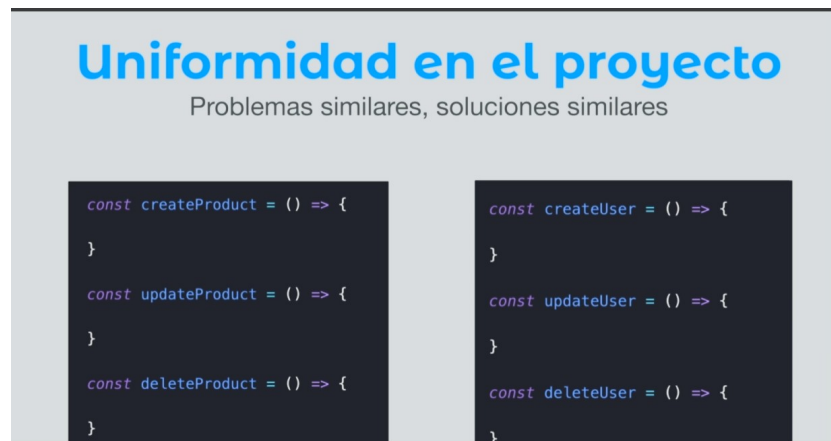 Uniformidad en el proyecto
Problemas similares, soluciones similares
const createProduct = () => {
}
const updateProduct = () => {
}
const deleteProduct = () => {
}
const createUser = () => {
}
const updateUser = () => {
}
const deleteUser = () => {
}